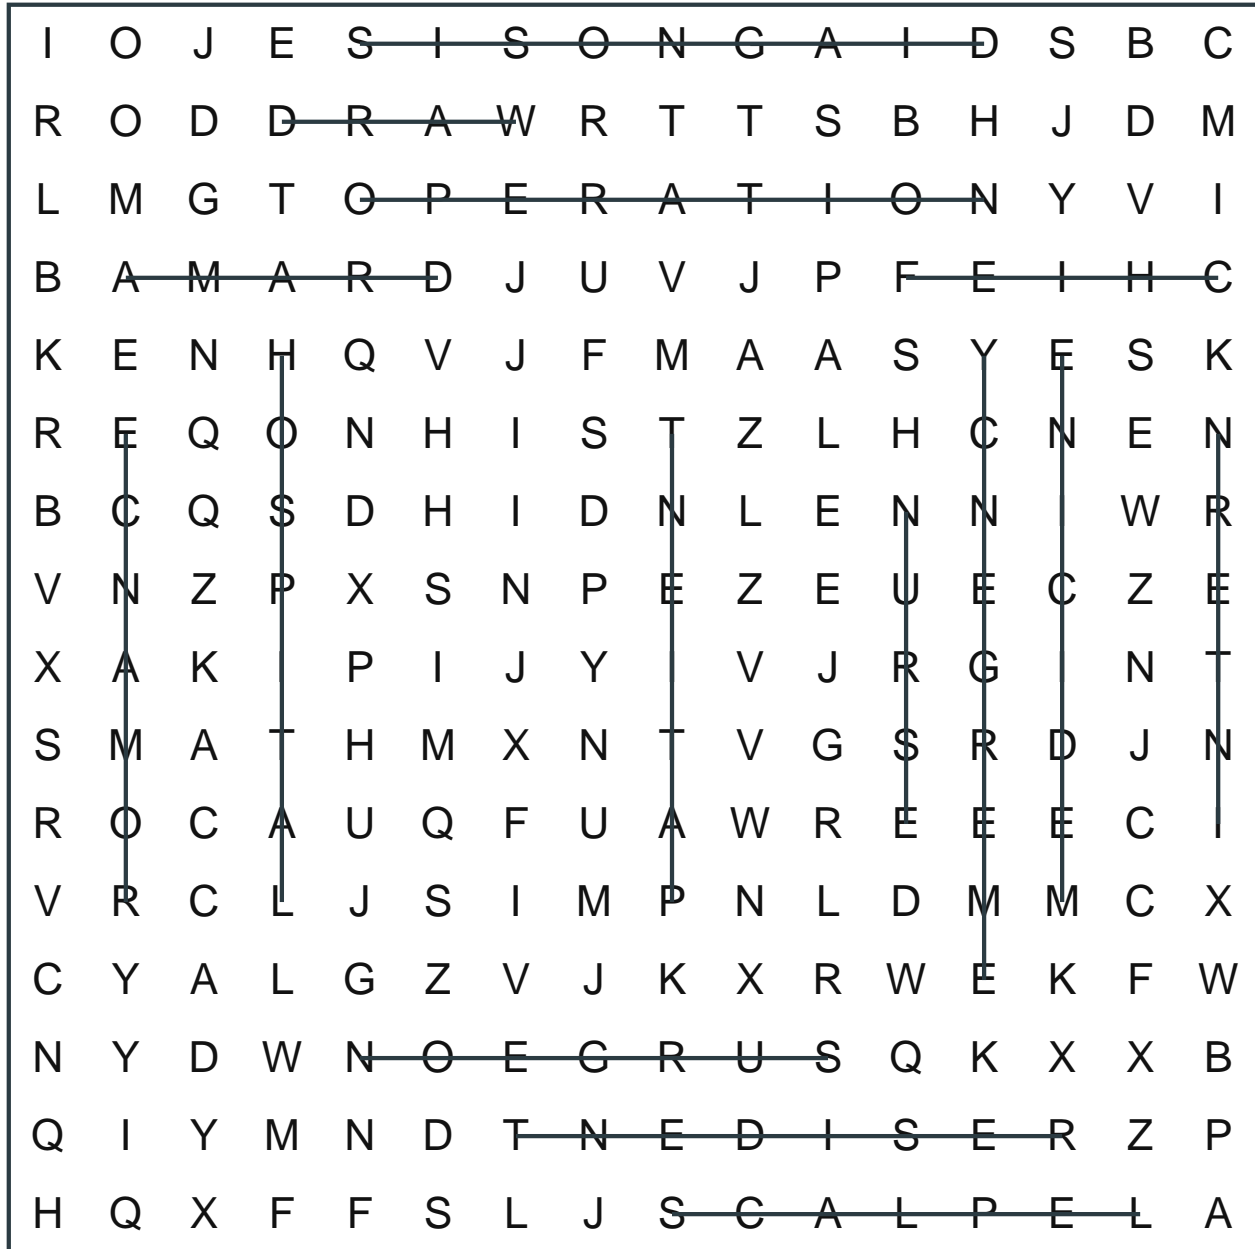 I O J E S I S O N G A I D S B C
R O D D R A W R T T S B H J D M
L M G T O P E R A T I O N Y V I
B A M A R D J U V J P F E I H C
K E N H Q V J F M A A S Y E S K
R E Q O N H I S T Z L H C N E N
B C Q S D H I D N L E N N I W R
V N Z P X S N P E Z E U E C Z E
X A K I P I J Y I V J R G I N T
S M A T H M X N T V G S R D J N
R O C A U Q F U A W R E E E C I
V R C L J S I M P N L D M M C X
C Y A L G Z V J K X R W E K F W
N Y D W N O E G R U S Q K X X B
Q I Y M N D T N E D I S E R Z P
H Q X F F S L J S C A L P E L A